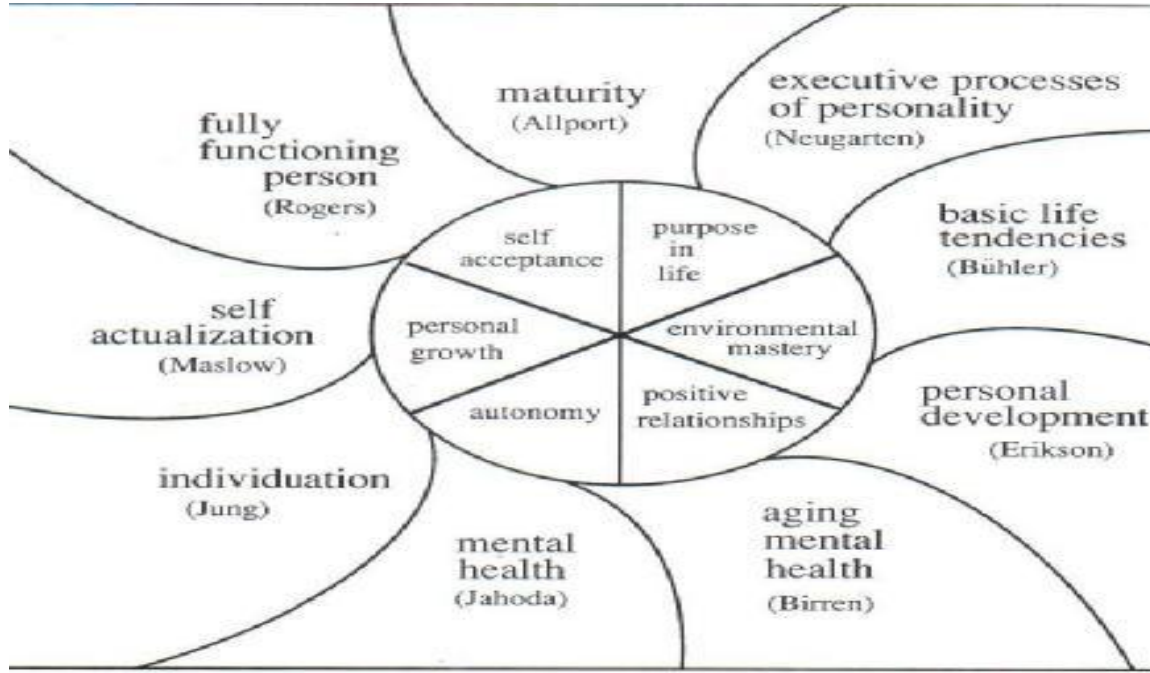 maturity
(Allport)
executive processes
of personality
(Neugarten)
fully
functioning
person
(Rogers)
basic life
tendencies
(Bühler)
self
acceptance
purpose
in
life
self
actualization
(Maslow)
personal
growth
environmental
mastery
autonomy
positive
relationships
personal
development
(Erikson)
individuation
(Jung)
mental
health
(Jahoda)
aging
mental
health
(Birren)